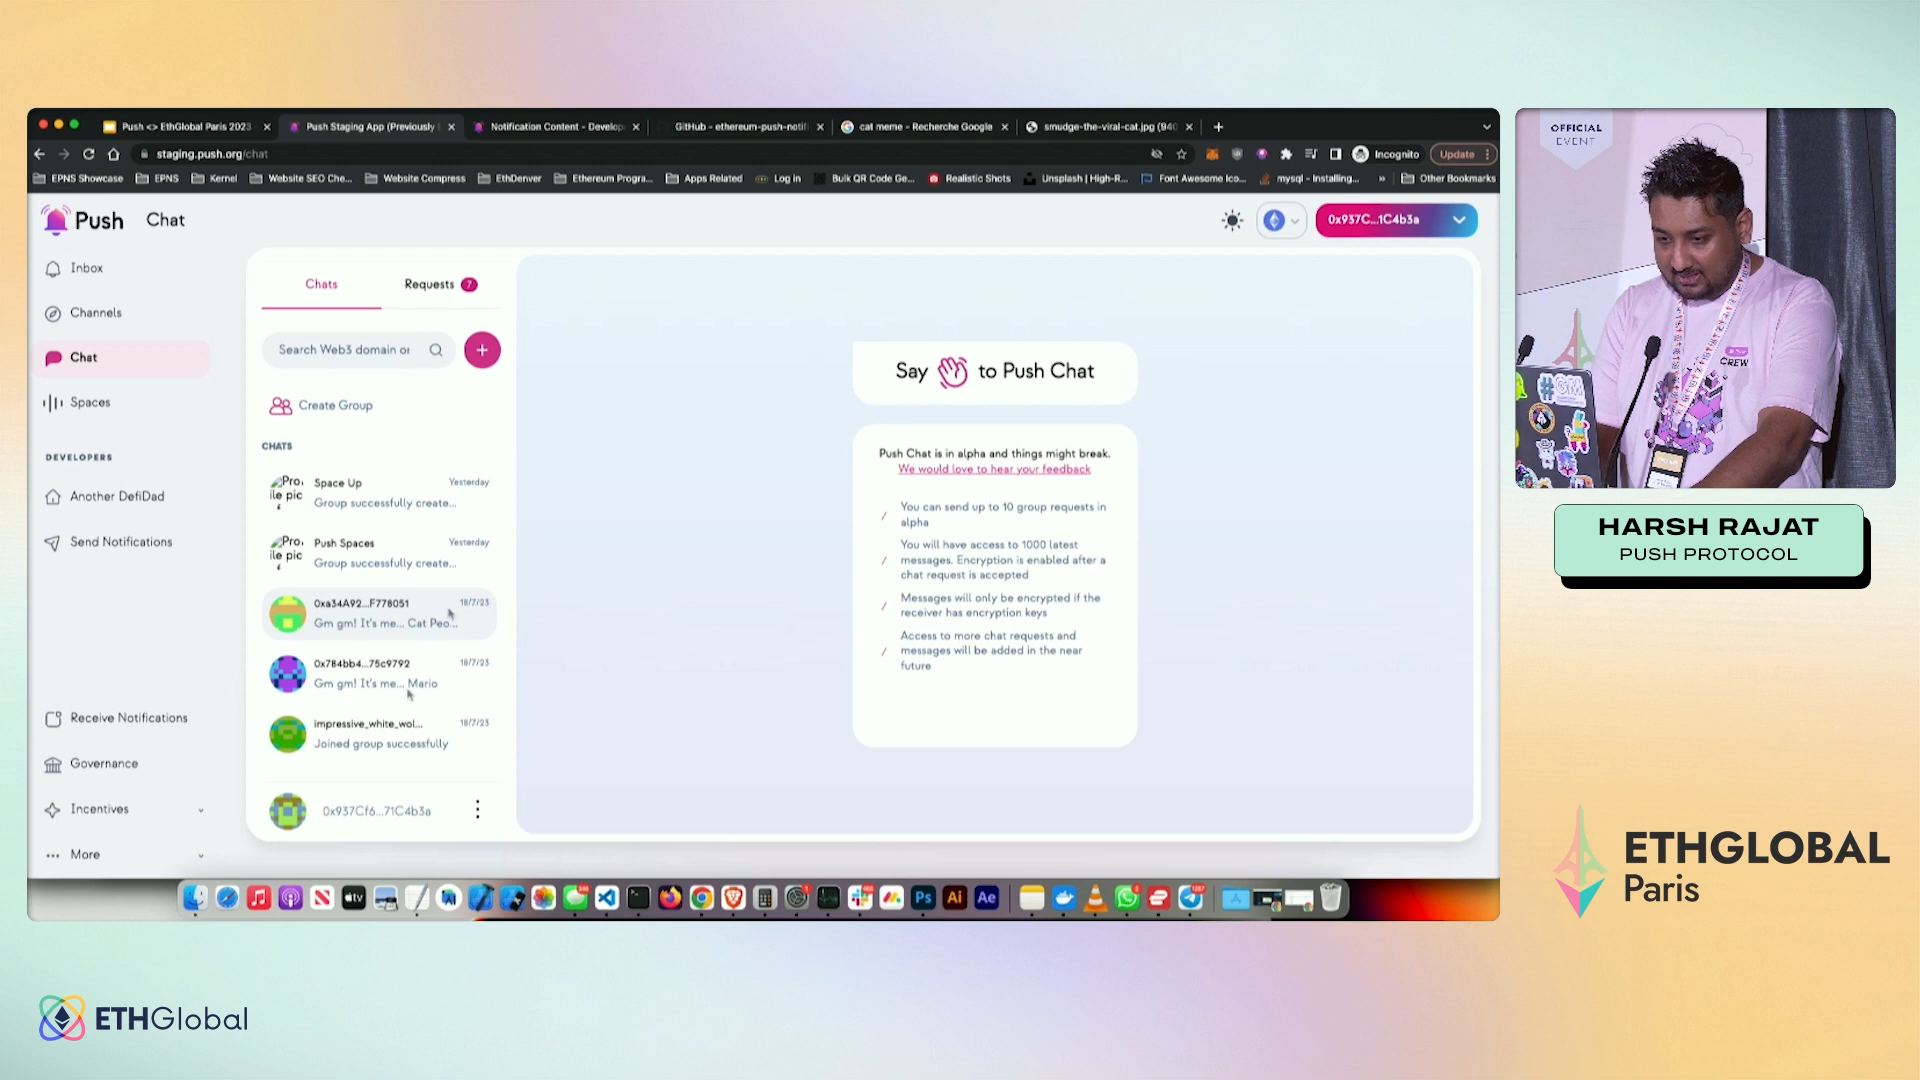 Push <> EthGlobal Paris 2023
Push Staging App (Previously
Notification Content - Develop
GitHub - ethereum-push-notifi
cat meme - Recherche Google
smudge-the-viral-cat.jpg (940
staging.push.org/chat
Incognito
Update
EPNS Showcase
EPNS
Kernel
Website SEO Che...
Website Compress
EthDenver
Ethereum Progra...
Apps Related
Log in
Bulk QR Code Ge...
Realistic Shots
Unsplash | High-R...
Font Awesome Ico...
mysql - Installing...
»
Other Bookmarks
Push
Chat
0x937C...1C4b3a
Inbox
Channels
Chat
Spaces
DEVELOPERS
Another DefiDad
Send Notifications
Receive Notifications
Governance
Incentives
More
Chats
Requests 7
Search Web3 domain or
+
Create Group
CHATS
Space Up
Yesterday
Group successfully create...
Push Spaces
Yesterday
Group successfully create...
0xa34A92...F778051
18/7/23
Gm gm! It's me... Cat Peo...
0x784bb4...75c9792
18/7/23
Gm gm! It's me... Mario
impressive_white_wol...
18/7/23
Joined group successfully
0x937Cf6...71C4b3a
Say to Push Chat
Push Chat is in alpha and things might break.
We would love to hear your feedback
You can send up to 10 group requests in
alpha
You will have access to 1000 latest
messages. Encryption is enabled after a
chat request is accepted
Messages will only be encrypted if the
receiver has encryption keys
Access to more chat requests and
messages will be added in the near
future
tv
Ps
Ai
Ae
OFFICIAL
EVENT
CREW
#GM
HARSH RAJAT
PUSH PROTOCOL
ETHGLOBAL
Paris
ETHGlobal